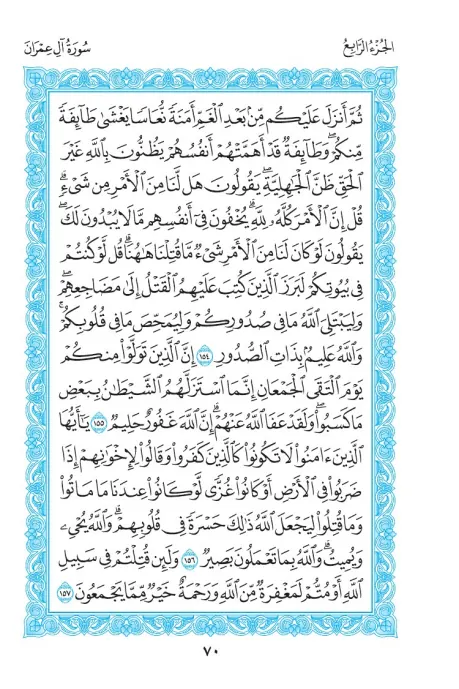 الجُزْءُ الرَّابِعُ
سُورَةُ آلِ عِمْرَانَ
ثُمَّ أَنزَلَ عَلَيْكُم مِّنۢ بَعْدِ ٱلْغَمِّ أَمَنَةً نُّعَاسًا يَغْشَىٰ طَآئِفَةً
مِّنكُمْ ۖ وَطَآئِفَةٌ قَدْ أَهَمَّتْهُمْ أَنفُسُهُمْ يَظُنُّونَ بِٱللَّهِ غَيْرَ
ٱلْحَقِّ ظَنَّ ٱلْجَٰهِلِيَّةِ ۖ يَقُولُونَ هَل لَّنَا مِنَ ٱلْأَمْرِ مِن شَىْءٍ ۗ
قُلْ إِنَّ ٱلْأَمْرَ كُلَّهُۥ لِلَّهِ ۗ يُخْفُونَ فِىٓ أَنفُسِهِم مَّا لَا يُبْدُونَ لَكَ ۖ
يَقُولُونَ لَوْ كَانَ لَنَا مِنَ ٱلْأَمْرِ شَىْءٌ مَّا قُتِلْنَا هَٰهُنَا ۗ قُل لَّوْ كُنتُمْ
فِى بُيُوتِكُمْ لَبَرَزَ ٱلَّذِينَ كُتِبَ عَلَيْهِمُ ٱلْقَتْلُ إِلَىٰ مَضَاجِعِهِمْ ۖ
وَلِيَبْتَلِىَ ٱللَّهُ مَا فِى صُدُورِكُمْ وَلِيُمَحِّصَ مَا فِى قُلُوبِكُمْ ۗ
وَٱللَّهُ عَلِيمٌۢ بِذَاتِ ٱلصُّدُورِ ١٥٤ إِنَّ ٱلَّذِينَ تَوَلَّوْا۟ مِنكُمْ
يَوْمَ ٱلْتَقَى ٱلْجَمْعَانِ إِنَّمَا ٱسْتَزَلَّهُمُ ٱلشَّيْطَٰنُ بِبَعْضِ
مَا كَسَبُوا۟ ۖ وَلَقَدْ عَفَا ٱللَّهُ عَنْهُمْ ۗ إِنَّ ٱللَّهَ غَفُورٌ حَلِيمٌ ١٥٥ يَٰٓأَيُّهَا
ٱلَّذِينَ ءَامَنُوا۟ لَا تَكُونُوا۟ كَٱلَّذِينَ كَفَرُوا۟ وَقَالُوا۟ لِإِخْوَٰنِهِمْ إِذَا
ضَرَبُوا۟ فِى ٱلْأَرْضِ أَوْ كَانُوا۟ غُزًّى لَّوْ كَانُوا۟ عِندَنَا مَا مَاتُوا۟
وَمَا قُتِلُوا۟ لِيَجْعَلَ ٱللَّهُ ذَٰلِكَ حَسْرَةً فِى قُلُوبِهِمْ ۗ وَٱللَّهُ يُحْىِۦ
وَيُمِيتُ ۗ وَٱللَّهُ بِمَا تَعْمَلُونَ بَصِيرٌ ١٥٦ وَلَئِن قُتِلْتُمْ فِى سَبِيلِ
ٱللَّهِ أَوْ مُتُّمْ لَمَغْفِرَةٌ مِّنَ ٱللَّهِ وَرَحْمَةٌ خَيْرٌ مِّمَّا يَجْمَعُونَ ١٥٧
٧٠